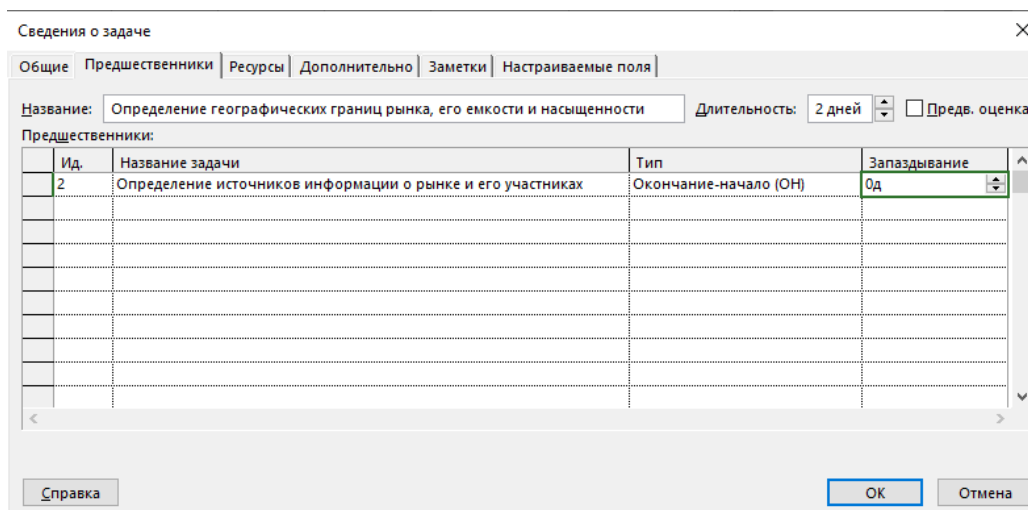 Сведения о задаче
Общие Предшественники Ресурсы Дополнительно Заметки Настраиваемые поля
Название: Определение географических границ рынка, его емкости и насыщенности Длительность: 2 дней Предв. оценка
Предшественники:
Ид. Название задачи Тип Запаздывание
2 Определение источников информации о рынке и его участниках Окончание-начало (ОН) 0д
Справка ОК Отмена